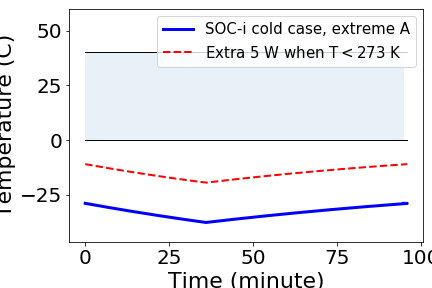 SOC-i cold case, extreme A
Extra 5 W when T < 273 K
Temperature (C)
50
25
0
−25
0
25
50
75
100
Time (minute)